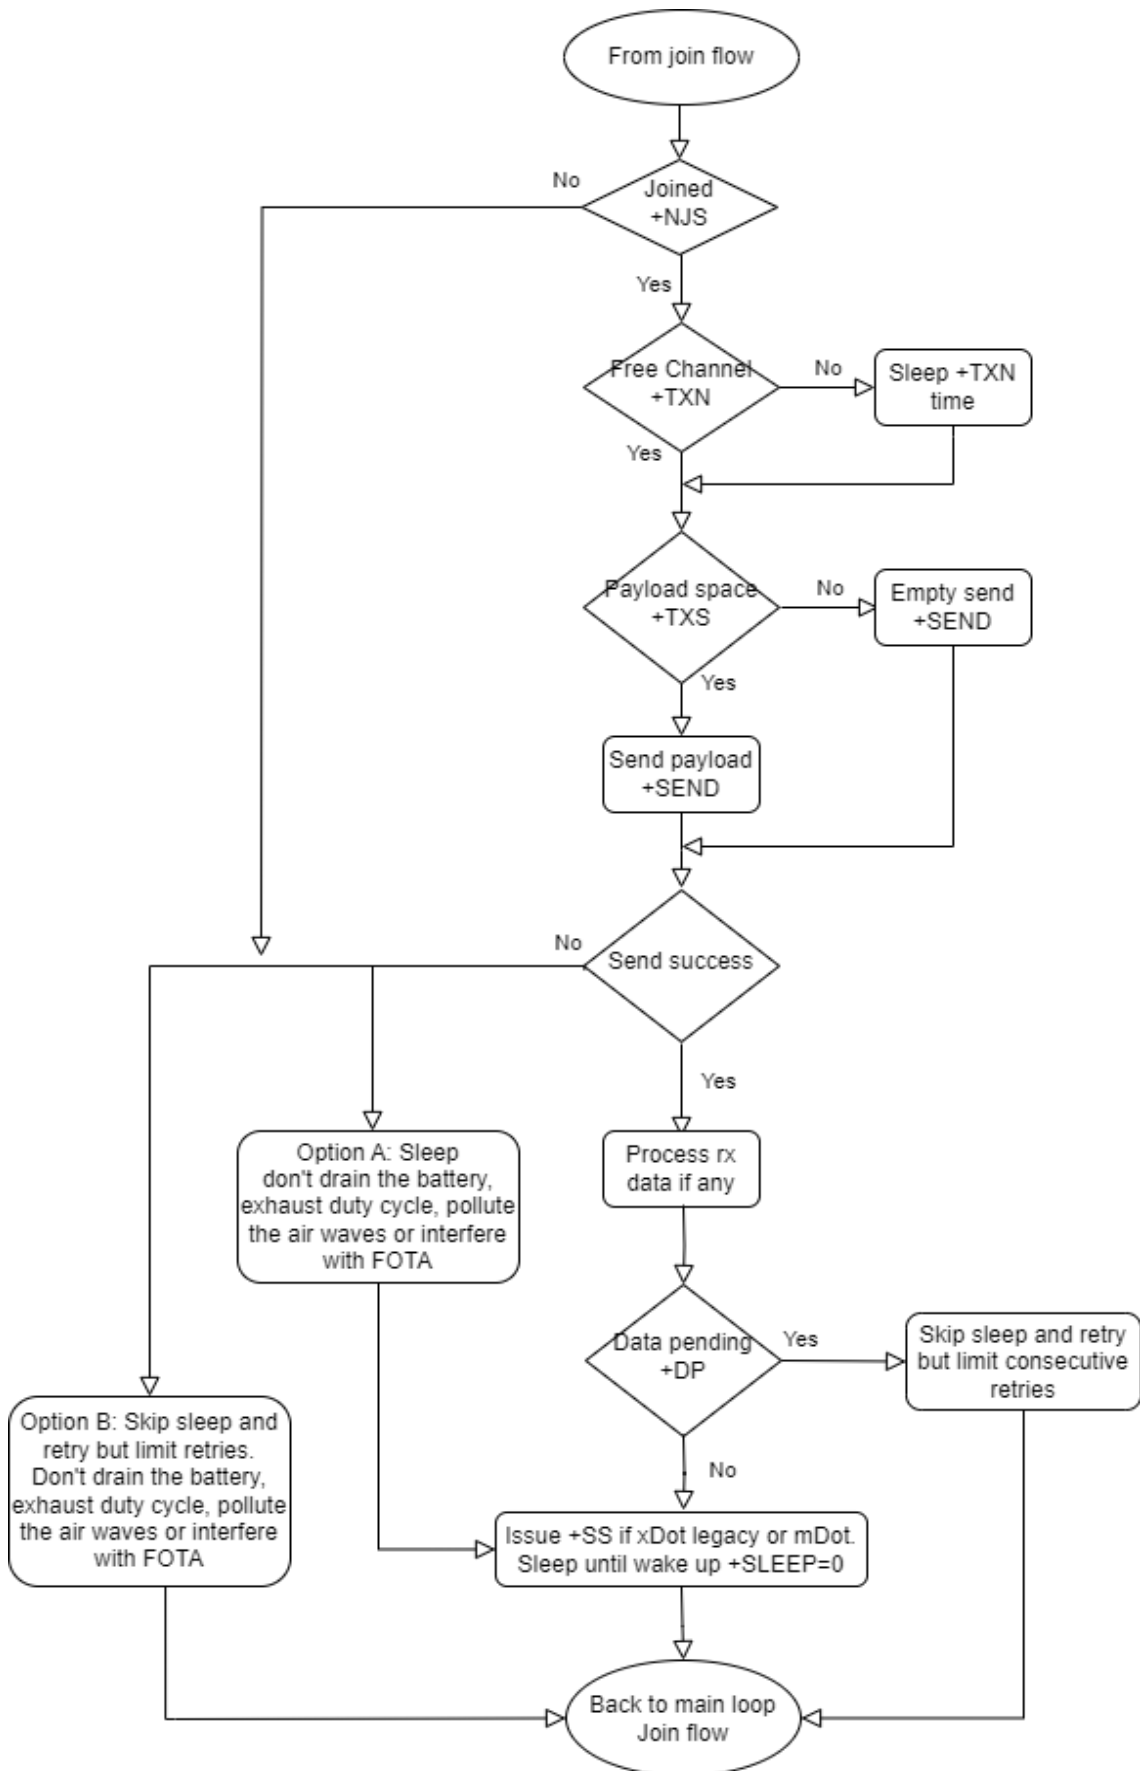 From join flow
No
Joined
+NJS
Yes
Free Channel
+TXN
No
Sleep +TXN
time
Yes
Payload space
+TXS
No
Empty send
+SEND
Yes
Send payload
+SEND
No
Send success
Yes
Option A: Sleep
don't drain the battery,
exhaust duty cycle, pollute
the air waves or interfere
with FOTA
Process rx
data if any
Data pending
+DP
Yes
Skip sleep and retry
but limit consecutive
retries
Option B: Skip sleep and
retry but limit retries.
Don't drain the battery,
exhaust duty cycle, pollute
the air waves or interfere
with FOTA
No
Issue +SS if xDot legacy or mDot.
Sleep until wake up +SLEEP=0
Back to main loop
Join flow